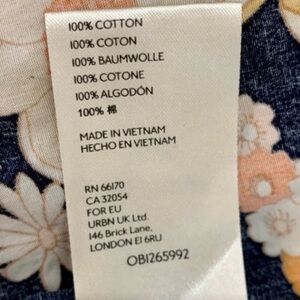 100% COTTON
100% COTON
100% BAUMWOLLE
100% COTONE
100% ALGODÓN
100% 棉
MADE IN VIETNAM
HECHO EN VIETNAM
RN 66170
CA 32054
FOR EU
URBN UK Ltd.
146 Brick Lane,
LONDON E1 6RU
OB1265992